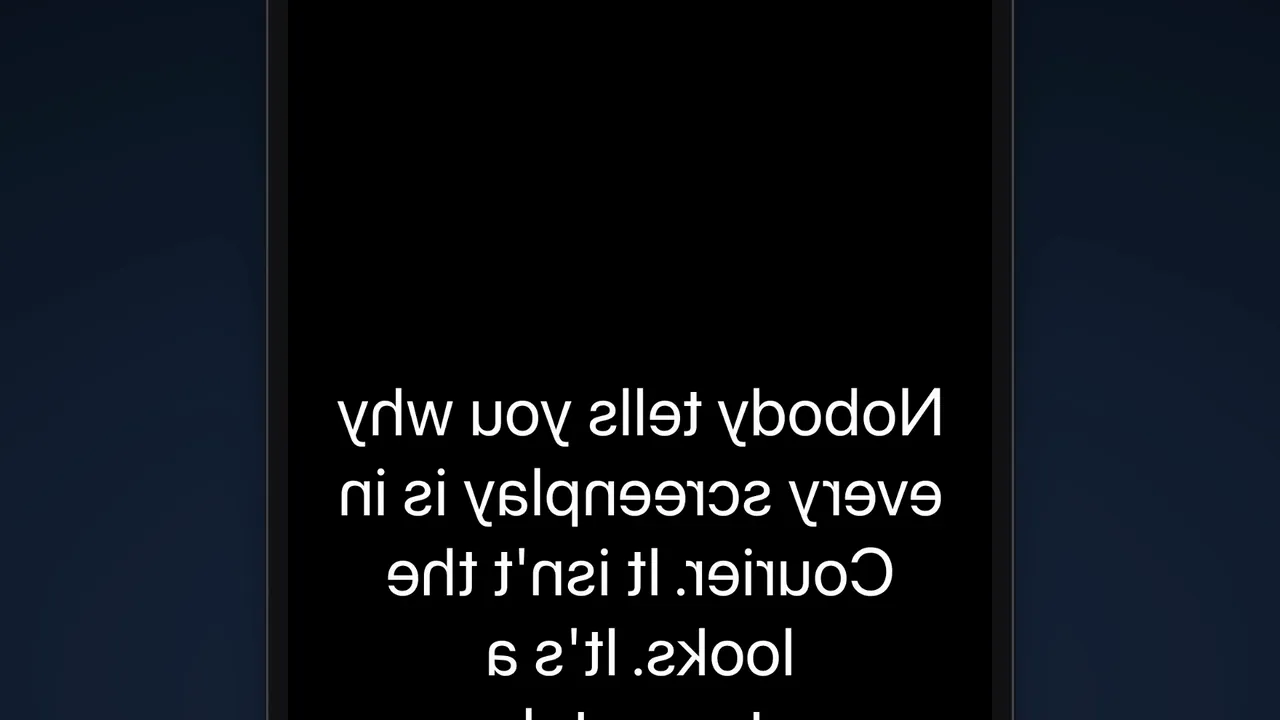 Nobody tells you why
every screenplay is in
Courier. It isn't the
looks. It's a